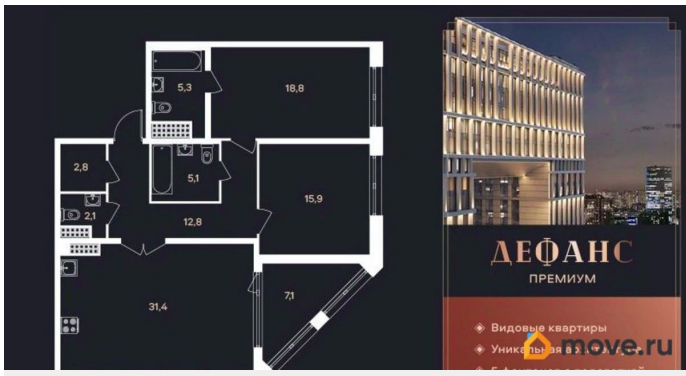 5,3
18,8
2,8
5,1
15,9
2,1
12,8
31,4
7,1
ДЕФАНС
ПРЕМИУМ
Видовые квартиры
Уникальная
move.ru